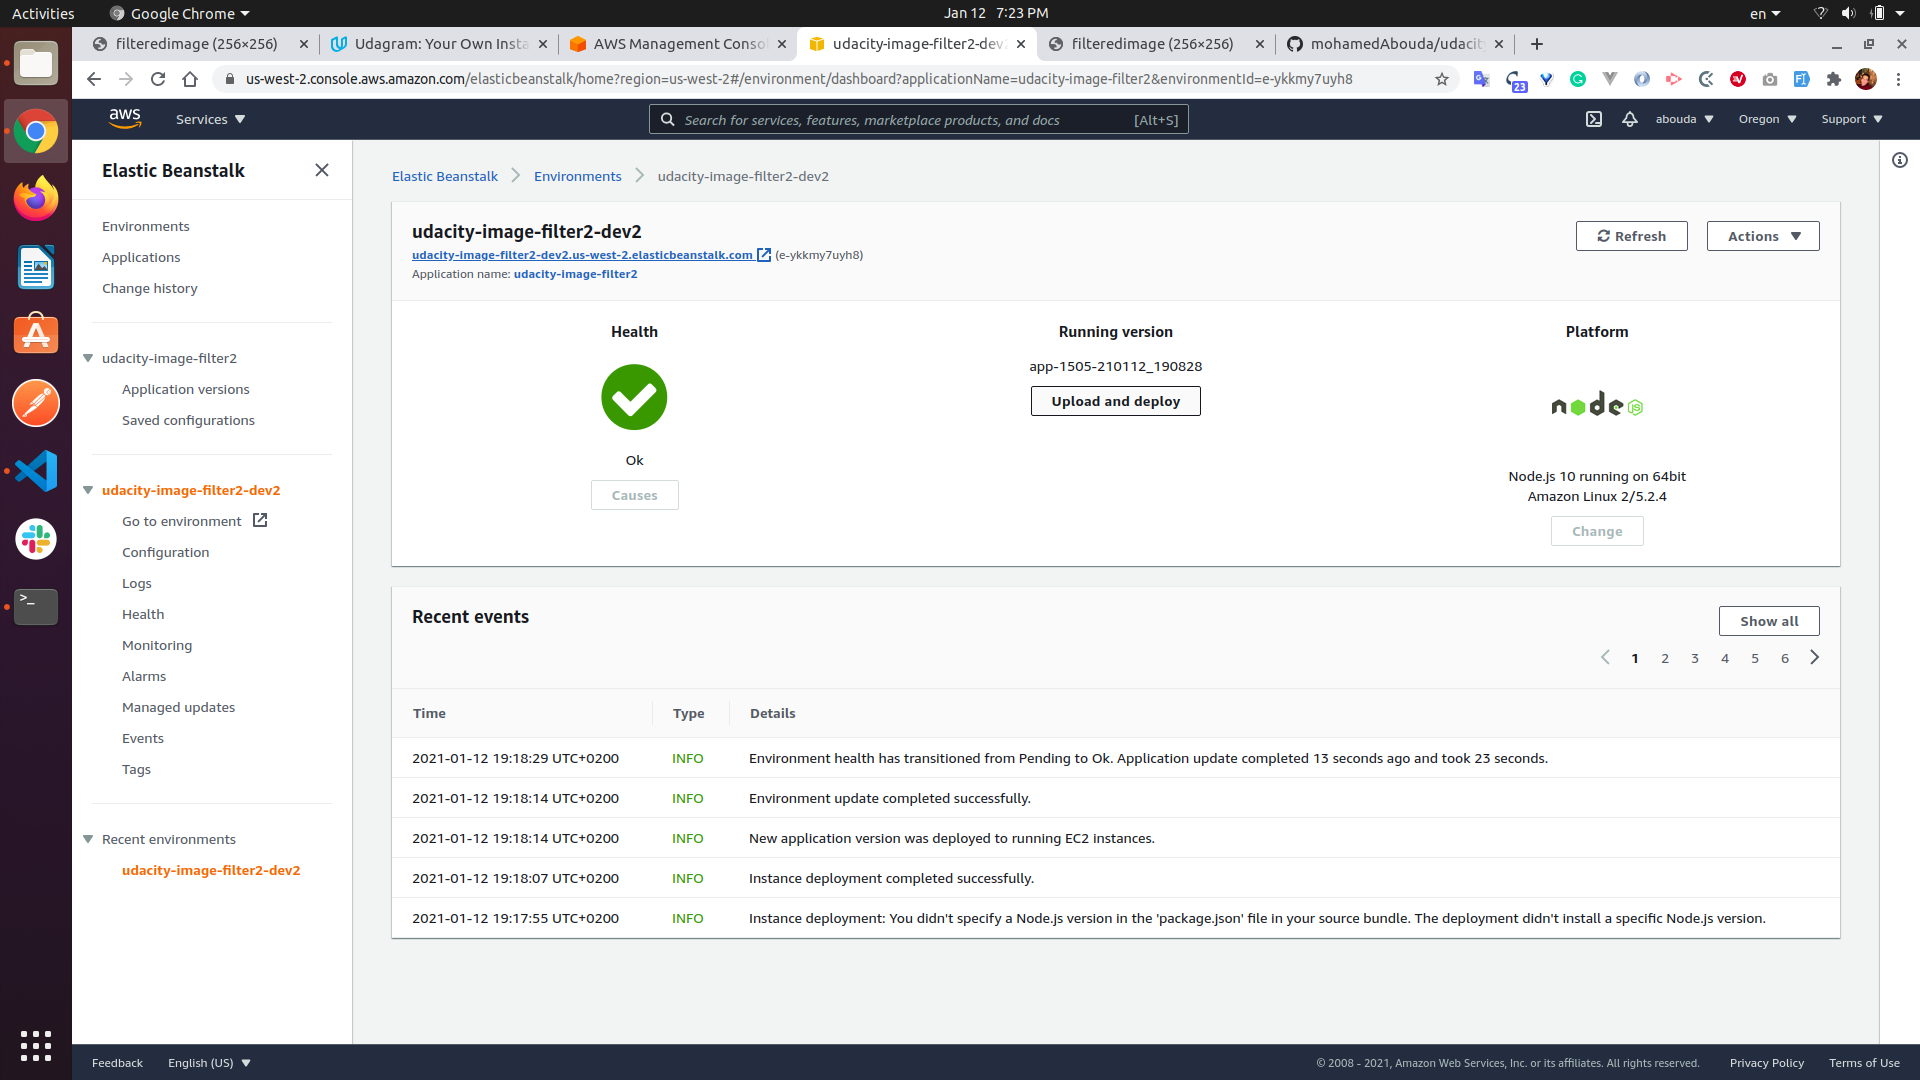 Activities
Google Chrome
Jan 12 7:23 PM
en
filteredimage (256×256)
Udagram: Your Own Insta
AWS Management Consol
udacity-image-filter2-dev
filteredimage (256×256)
mohamedAbouda/udacity
us-west-2.console.aws.amazon.com/elasticbeanstalk/home?region=us-west-2#/environment/dashboard?applicationName=udacity-image-filter2&environmentId=e-ykkmy7uyh8
23
aws
Services
Search for services, features, marketplace products, and docs [Alt+S]
abouda
Oregon
Support
Elastic Beanstalk
Environments
Applications
Change history
udacity-image-filter2
Application versions
Saved configurations
udacity-image-filter2-dev2
Go to environment
Configuration
Logs
Health
Monitoring
Alarms
Managed updates
Events
Tags
Recent environments
udacity-image-filter2-dev2
Elastic Beanstalk
Environments
udacity-image-filter2-dev2
udacity-image-filter2-dev2
udacity-image-filter2-dev2.us-west-2.elasticbeanstalk.com (e-ykkmy7uyh8)
Application name: udacity-image-filter2
Refresh
Actions
Health
Ok
Causes
Running version
app-1505-210112_190828
Upload and deploy
Platform
node JS
Node.js 10 running on 64bit
Amazon Linux 2/5.2.4
Change
Recent events
Show all
1 2 3 4 5 6
Time Type Details
2021-01-12 19:18:29 UTC+0200 INFO Environment health has transitioned from Pending to Ok. Application update completed 13 seconds ago and took 23 seconds.
2021-01-12 19:18:14 UTC+0200 INFO Environment update completed successfully.
2021-01-12 19:18:14 UTC+0200 INFO New application version was deployed to running EC2 instances.
2021-01-12 19:18:07 UTC+0200 INFO Instance deployment completed successfully.
2021-01-12 19:17:55 UTC+0200 INFO Instance deployment: You didn't specify a Node.js version in the 'package.json' file in your source bundle. The deployment didn't install a specific Node.js version.
Feedback
English (US)
© 2008 - 2021, Amazon Web Services, Inc. or its affiliates. All rights reserved.
Privacy Policy
Terms of Use